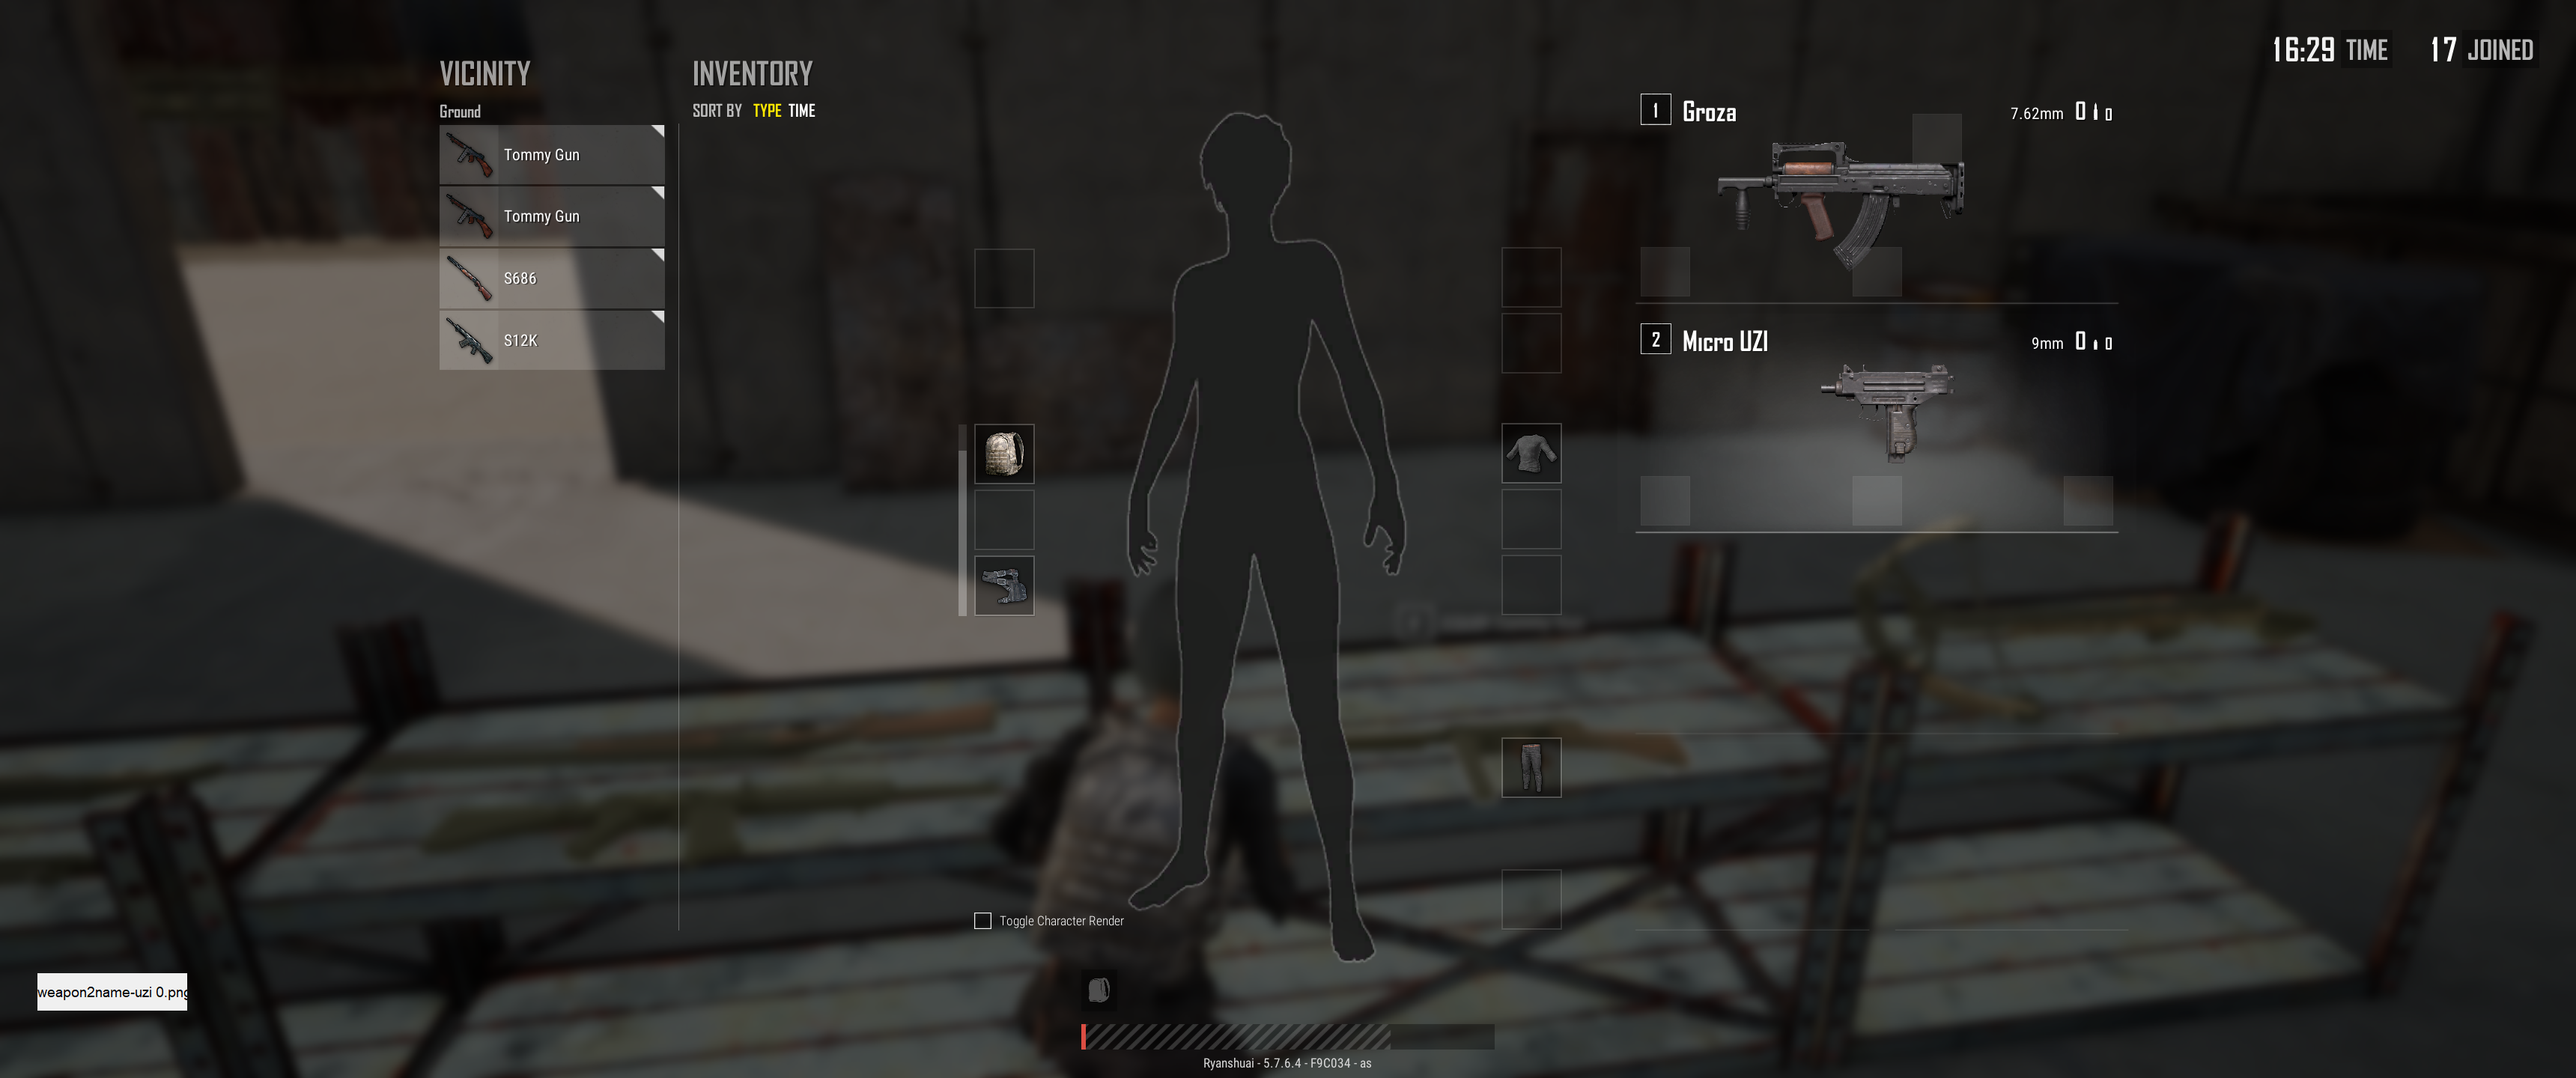 16:29 TIME 17 JOINED
VICINITY
Ground
Tommy Gun
Tommy Gun
S686
S12K
INVENTORY
SORT BY TYPE TIME
1 Groza 7.62mm 0 0
2 Micro UZI 9mm 0 0
Toggle Character Render
weapon2name-uzi 0.png
Ryanshuai - 5.7.6.4 - F9C034 - as